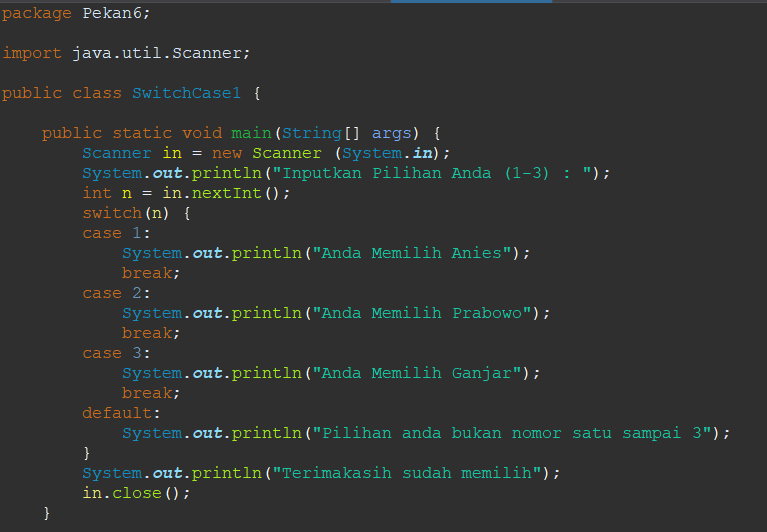 package Pekan6;
import java.util.Scanner;
public class SwitchCase1 {
public static void main(String[] args) {
Scanner in = new Scanner (System.in);
System.out.println("Inputkan Pilihan Anda (1-3) : ");
int n = in.nextInt();
switch(n) {
case 1:
System.out.println("Anda Memilih Anies");
break;
case 2:
System.out.println("Anda Memilih Prabowo");
break;
case 3:
System.out.println("Anda Memilih Ganjar");
break;
default:
System.out.println("Pilihan anda bukan nomor satu sampai 3");
}
System.out.println("Terimakasih sudah memilih");
in.close();
}